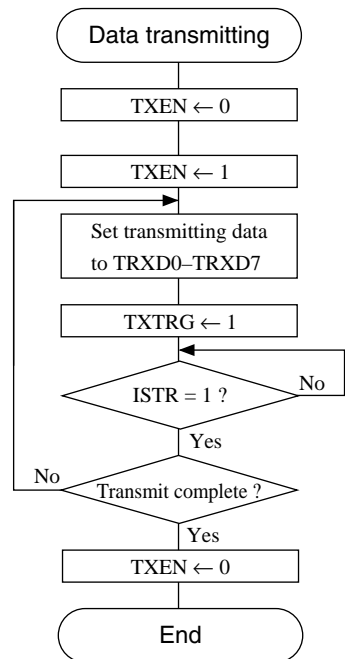 Data transmitting
TXEN ← 0
TXEN ← 1
Set transmitting data
to TRXD0–TRXD7
TXTRG ← 1
ISTR = 1 ?
No
Yes
No
Transmit complete ?
Yes
TXEN ← 0
End